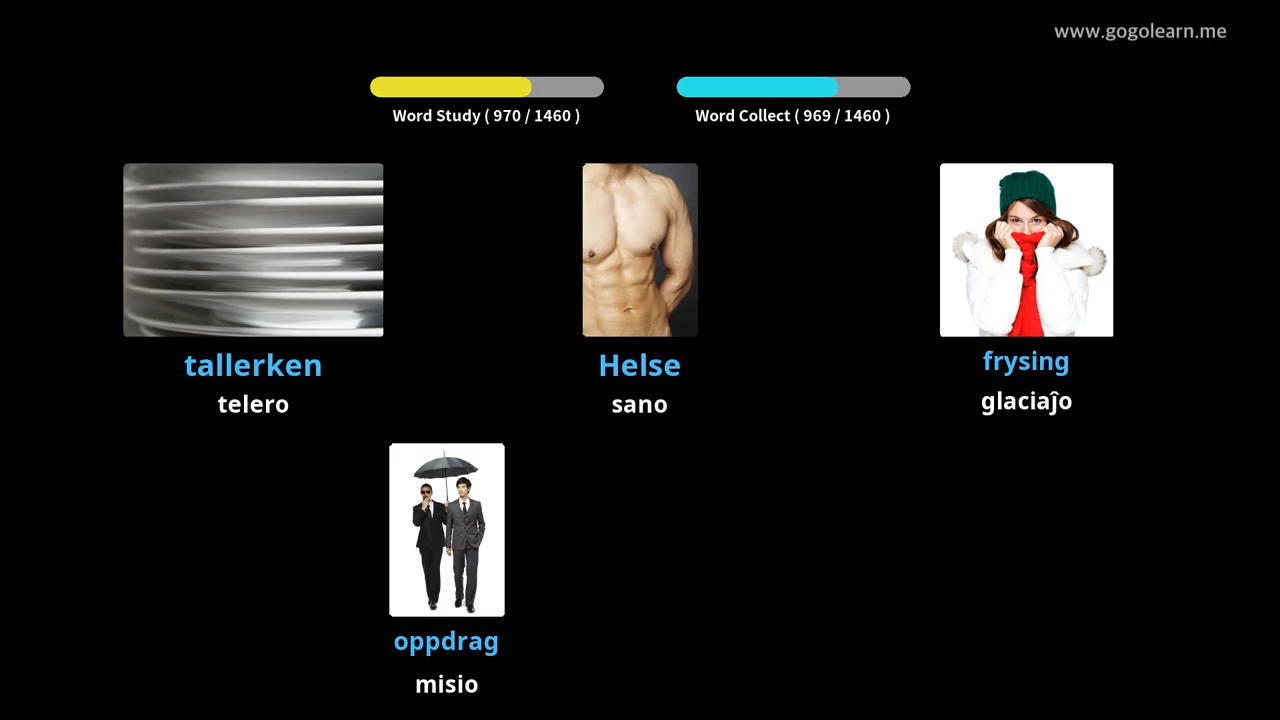 www.gogolearn.me
Word Study ( 970 / 1460 )
Word Collect ( 969 / 1460 )
tallerken
telero
Helse
sano
frysing
glaciaĵo
oppdrag
misio